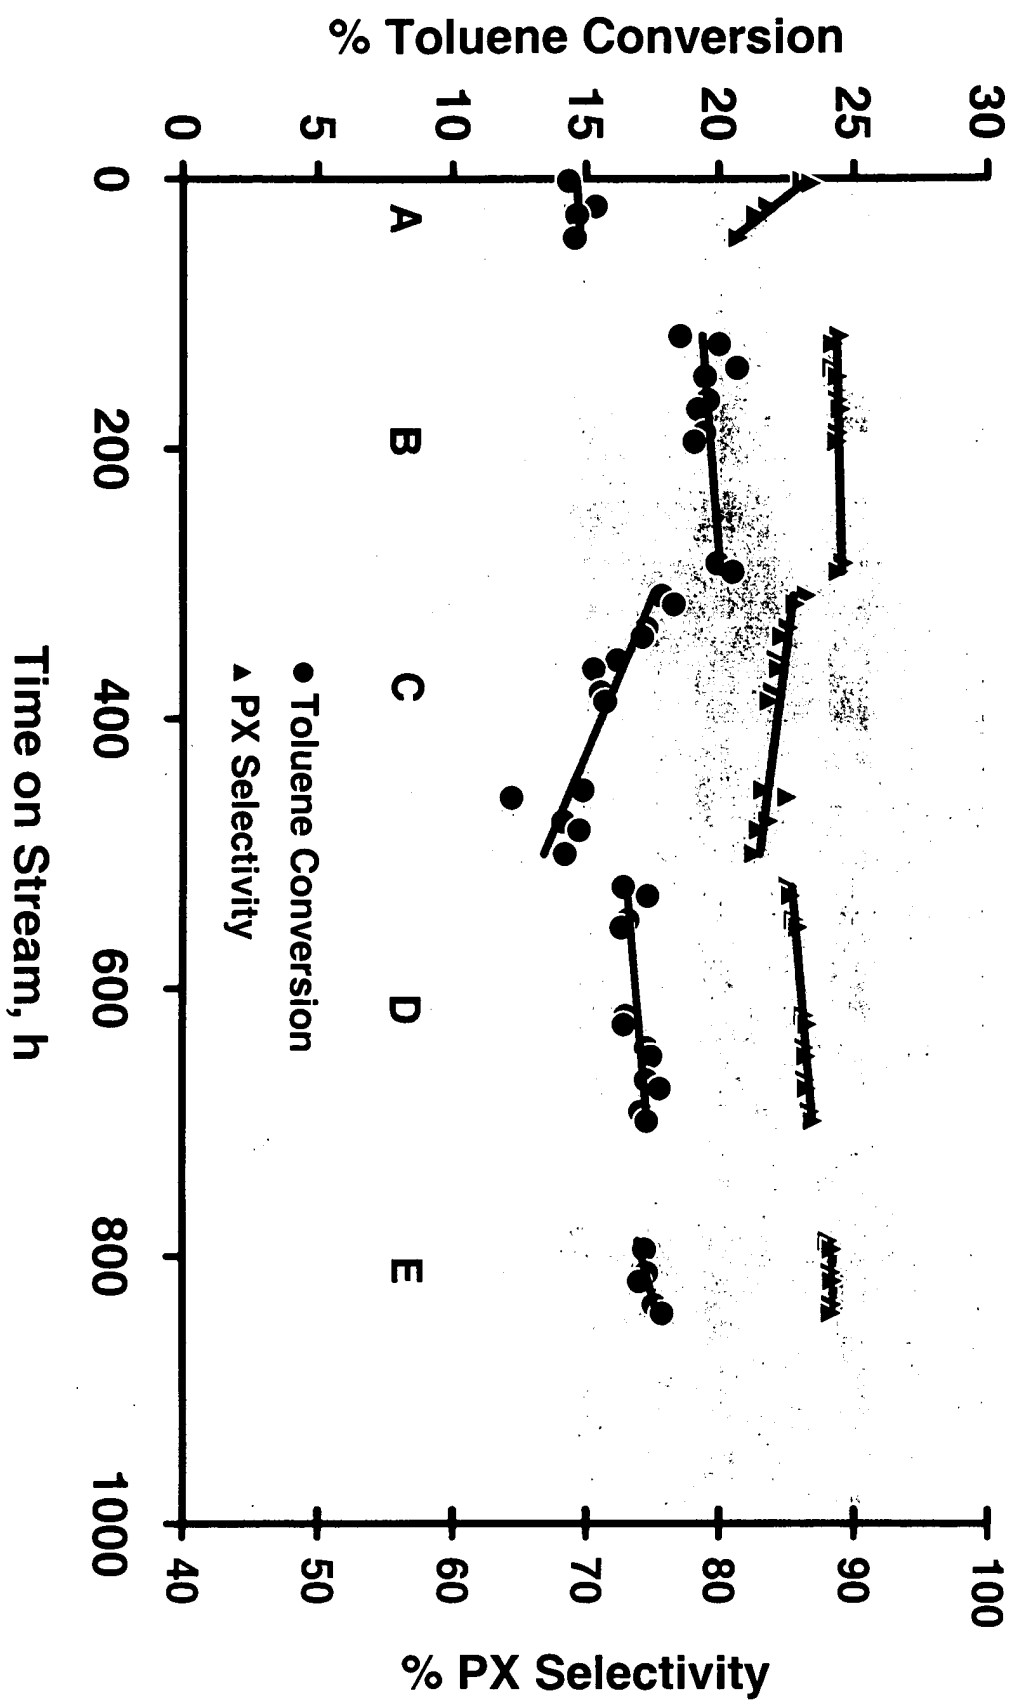 % Toluene Conversion
30
25
20
15
10
5
0
A
B
C
D
E
● Toluene Conversion
▲ PX Selectivity
0
200
400
600
800
1000
Time on Stream, h
100
90
80
70
60
50
40
% PX Selectivity